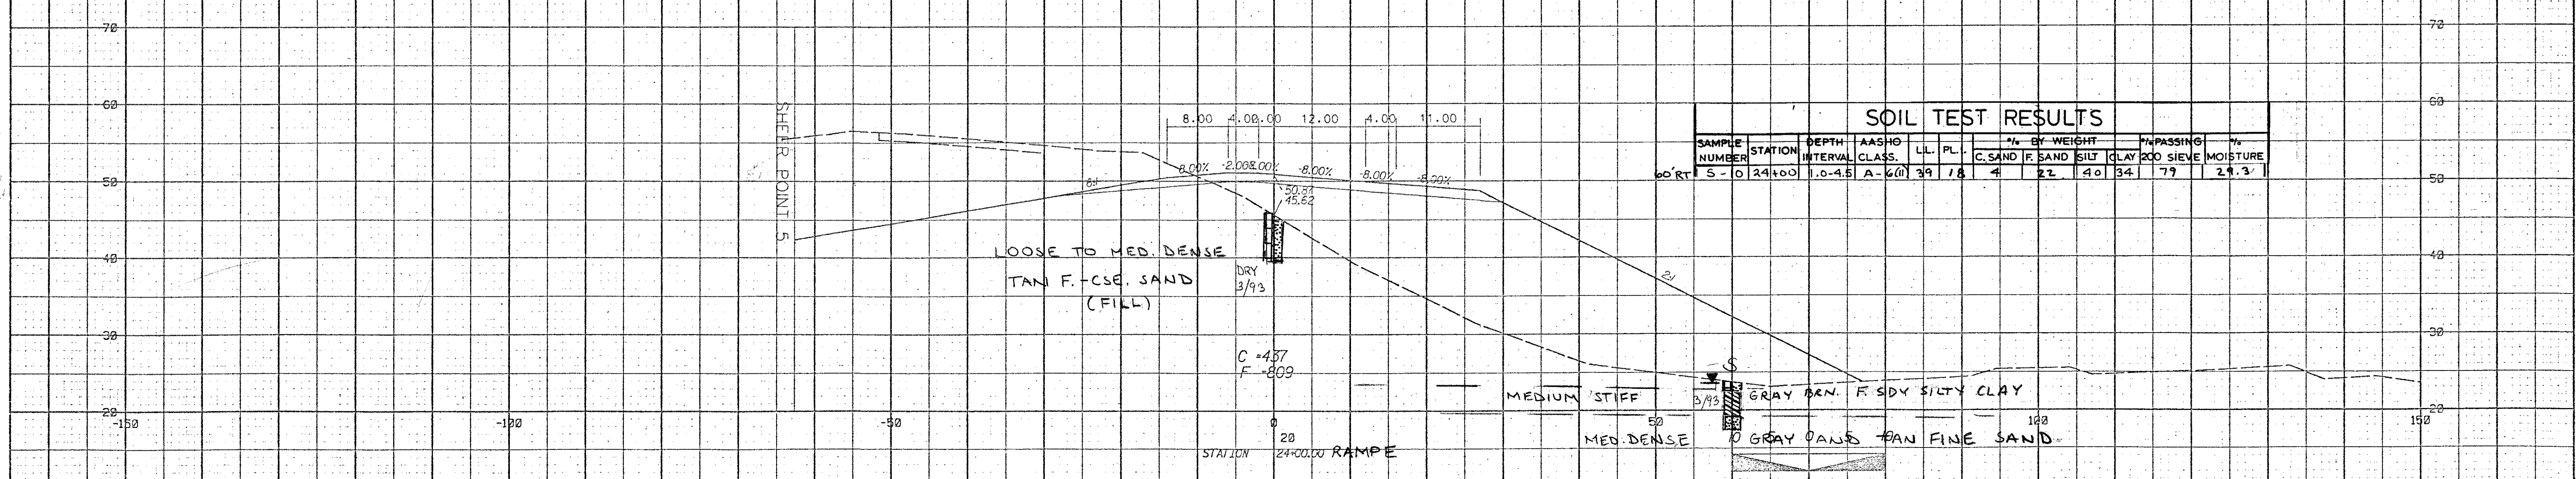 70 70
60 60
50 50
40 40
30 30
20 20
SHEER POINT 5
8.00 4.00 2.00 12.00 4.00 11.00
-8.00% -2.00 8.00% -8.00% -8.00% -8.00%
6:1
50.87
45.62
2:1
SOIL TEST RESULTS
SAMPLE NUMBER STATION DEPTH INTERVAL AASHO CLASS. L.L. P.L. % BY WEIGHT C. SAND F. SAND SILT CLAY % PASSING 200 SIEVE % MOISTURE
60' RT S-10 24+00 1.0-4.5 A-6(11) 39 18 4 22 40 34 79 29.3
LOOSE TO MED. DENSE
TAN F.-CSE. SAND
(FILL)
DRY
3/93
C =437
F =809
S
MEDIUM STIFF 3/93 GRAY BRN. F. SDY SILTY CLAY
-150 -100 -50 0 50 100 150
MED. DENSE 10 GRAY AND TAN FINE SAND
20
STATION 24+00.00 RAMPE